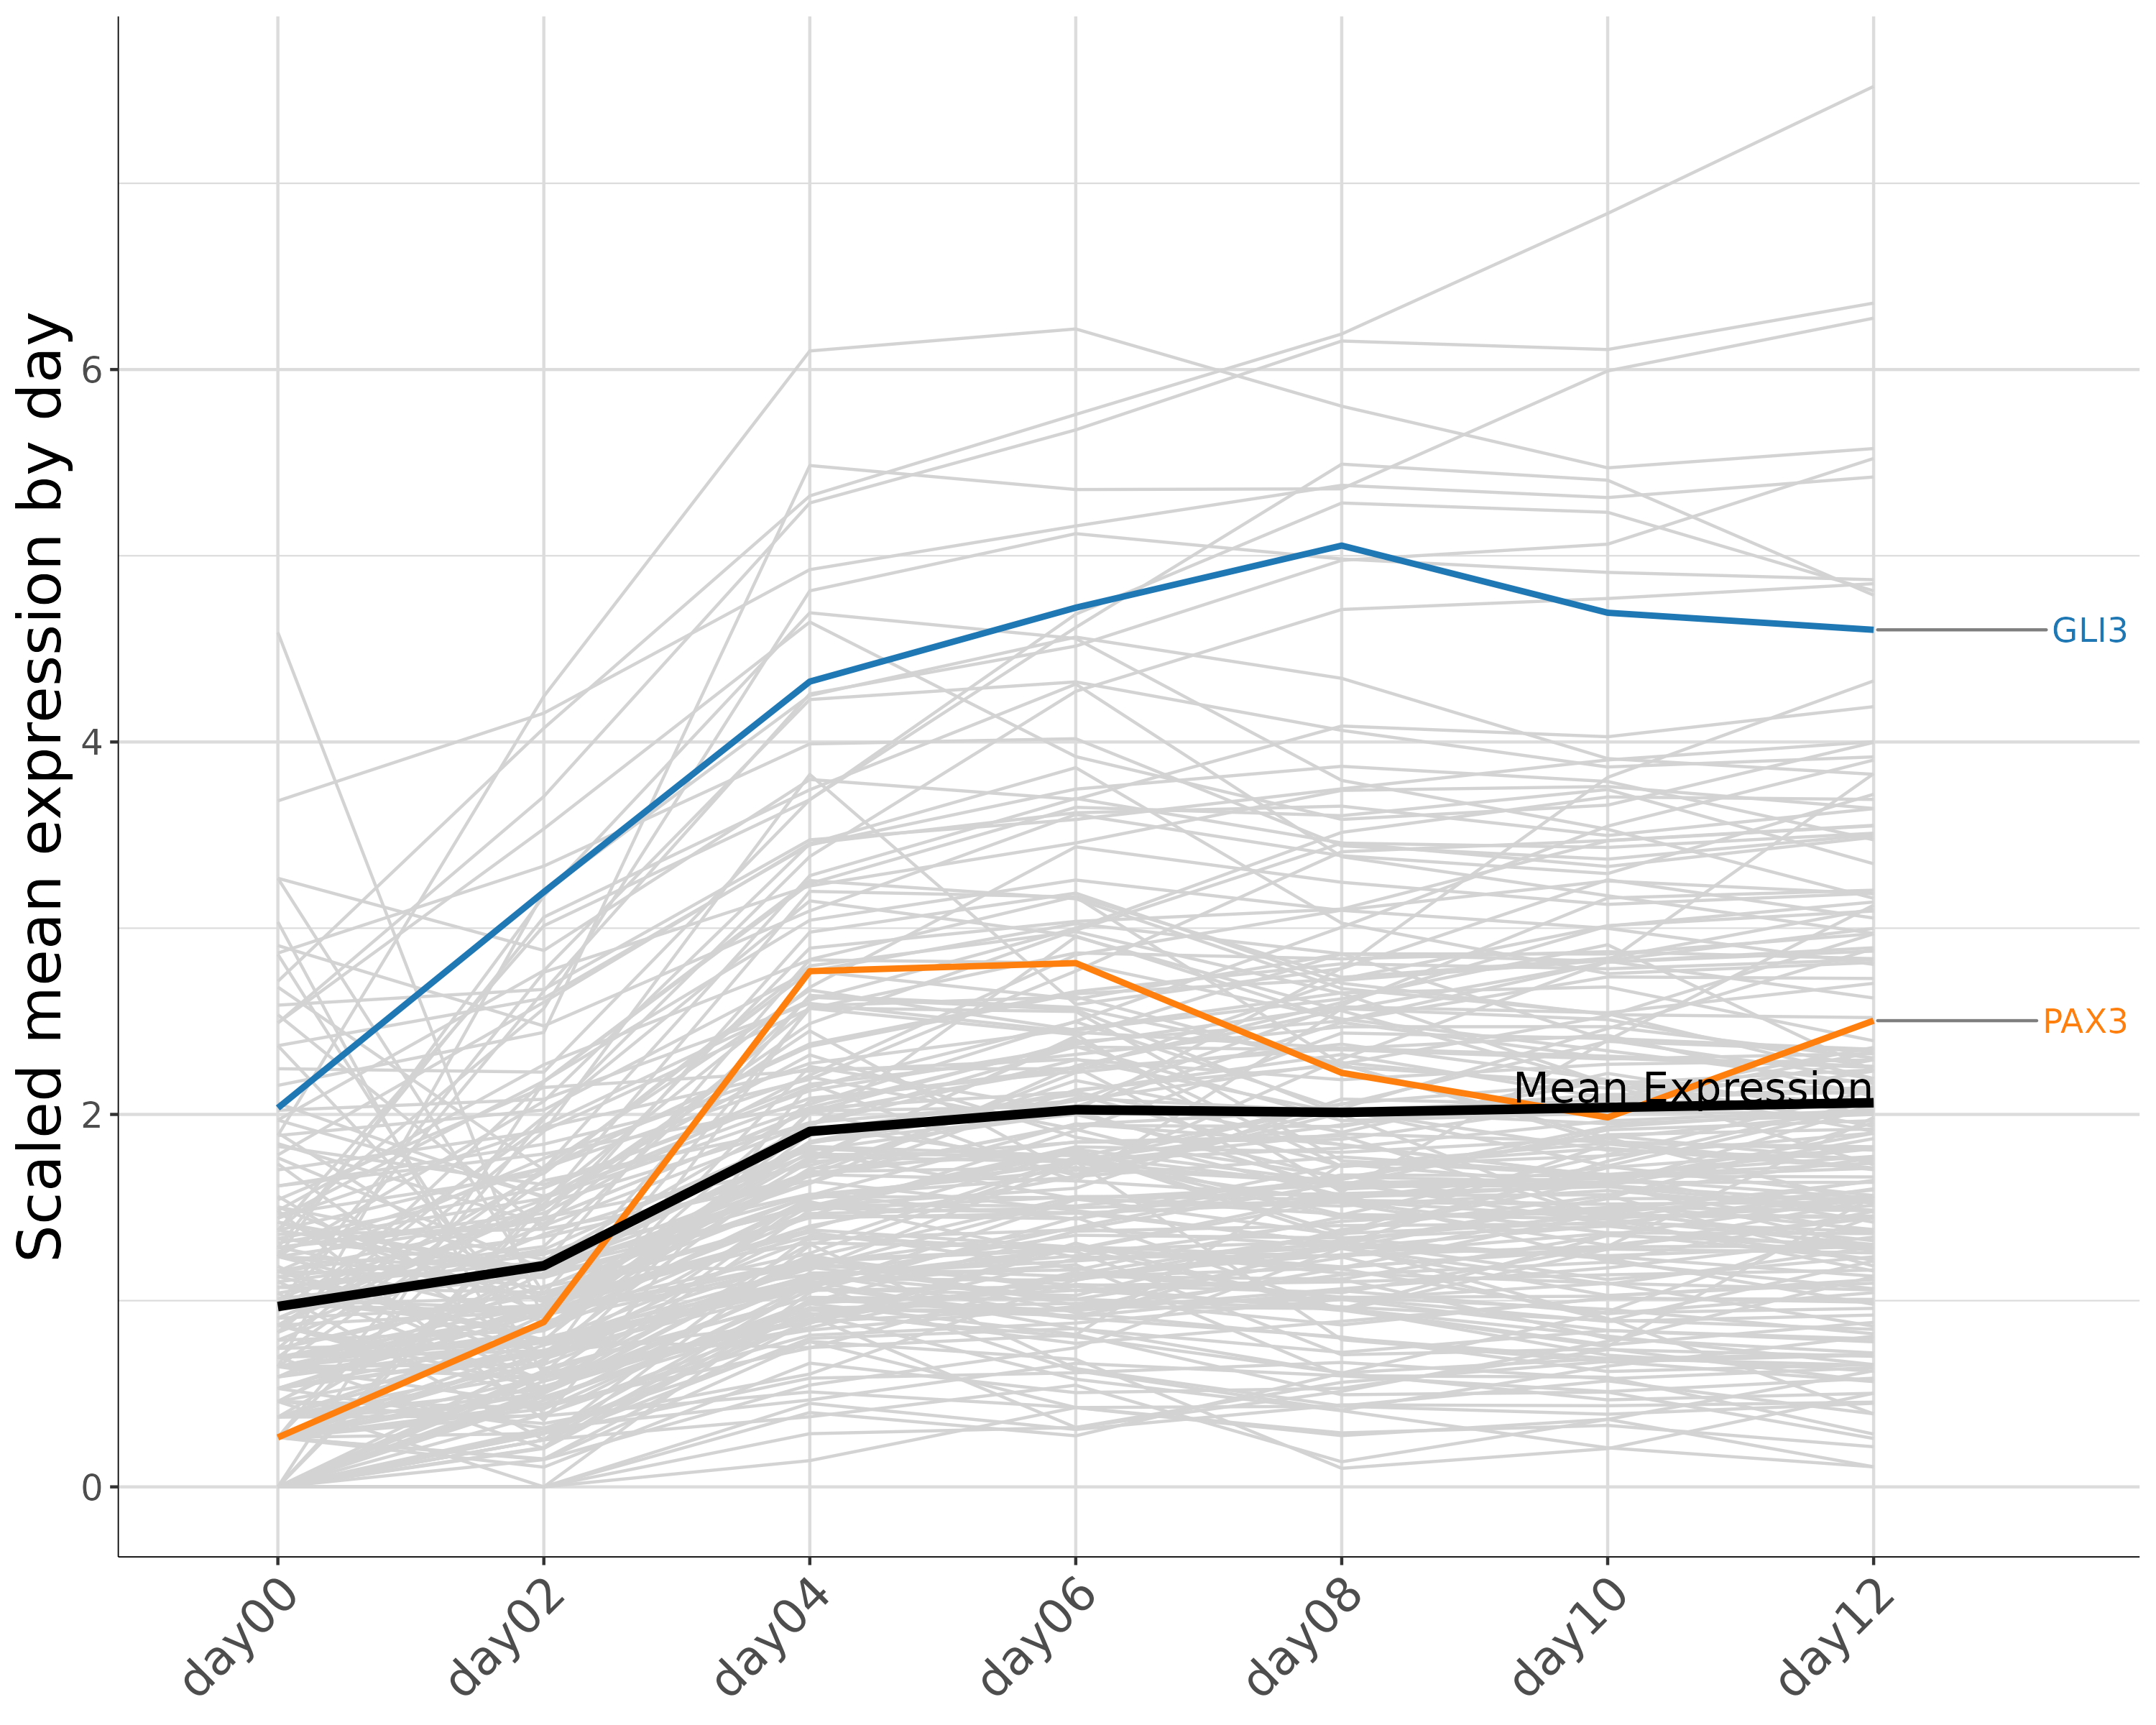 Scaled mean expression by day
6
4
2
0
GLI3
PAX3
Mean Expression
day00
day02
day04
day06
day08
day10
day12